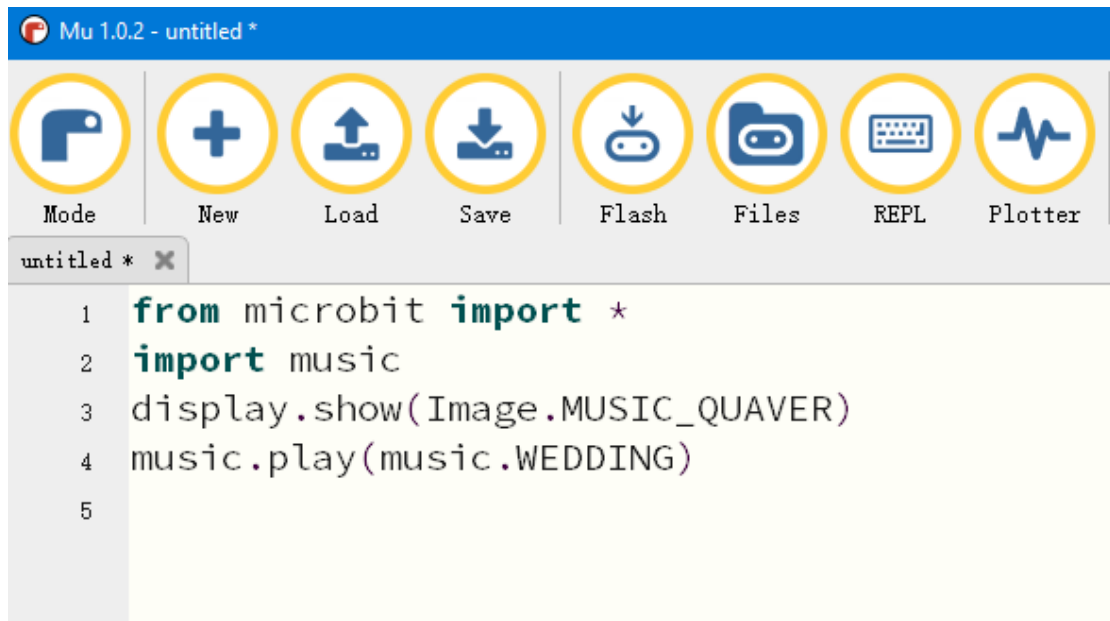 Mu 1.0.2 - untitled *
Mode New Load Save Flash Files REPL Plotter
untitled *
1 from microbit import *
2 import music
3 display.show(Image.MUSIC_QUAVER)
4 music.play(music.WEDDING)
5